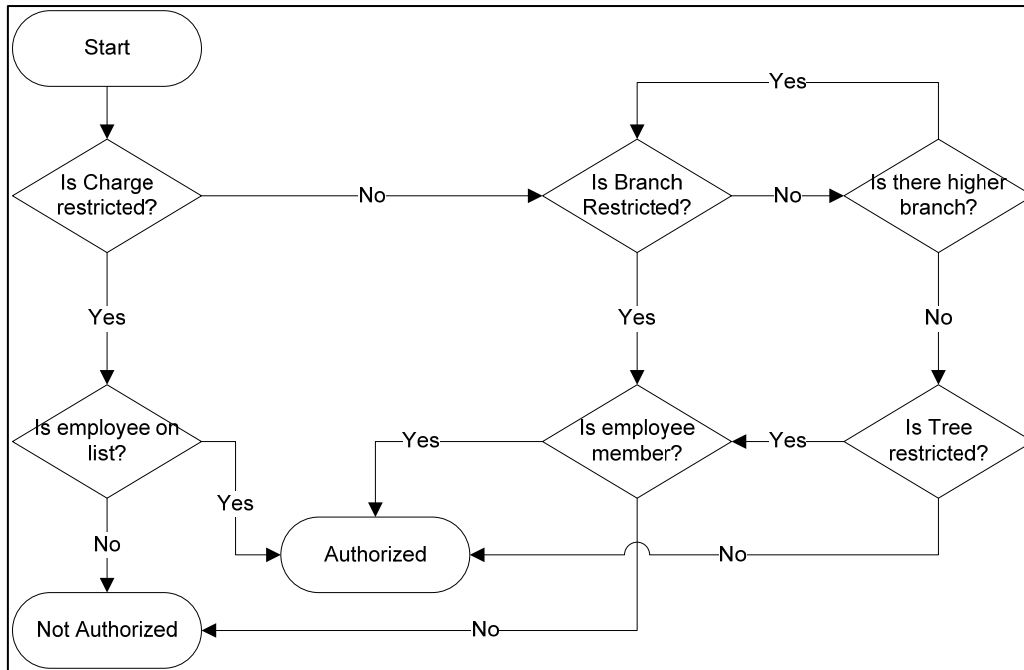 Start
Yes
Is Charge
restricted?
No
Is Branch
Restricted?
No
Is there higher
branch?
Yes
Yes
No
Is employee on
list?
Yes
Is employee
member?
Yes
Is Tree
restricted?
Yes
No
Authorized
No
Not Authorized
No